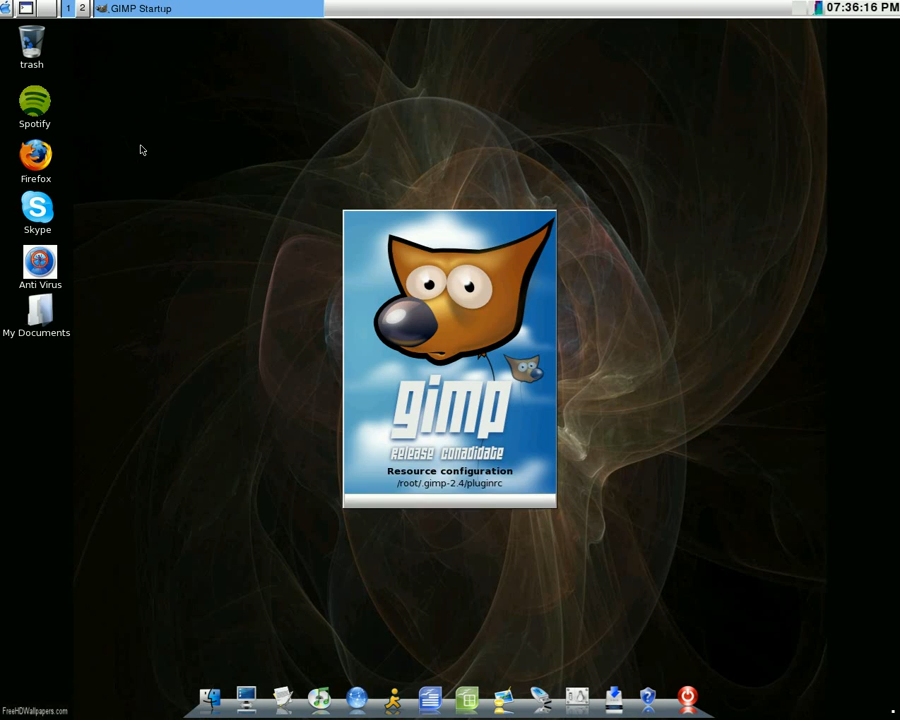 1 2 GIMP Startup 07:36:16 PM
trash
Spotify
Firefox
Skype
Anti Virus
My Documents
gimp
Release Conadidate
Resource configuration
/root/.gimp-2.4/pluginrc
FreeHDWallpapers.com